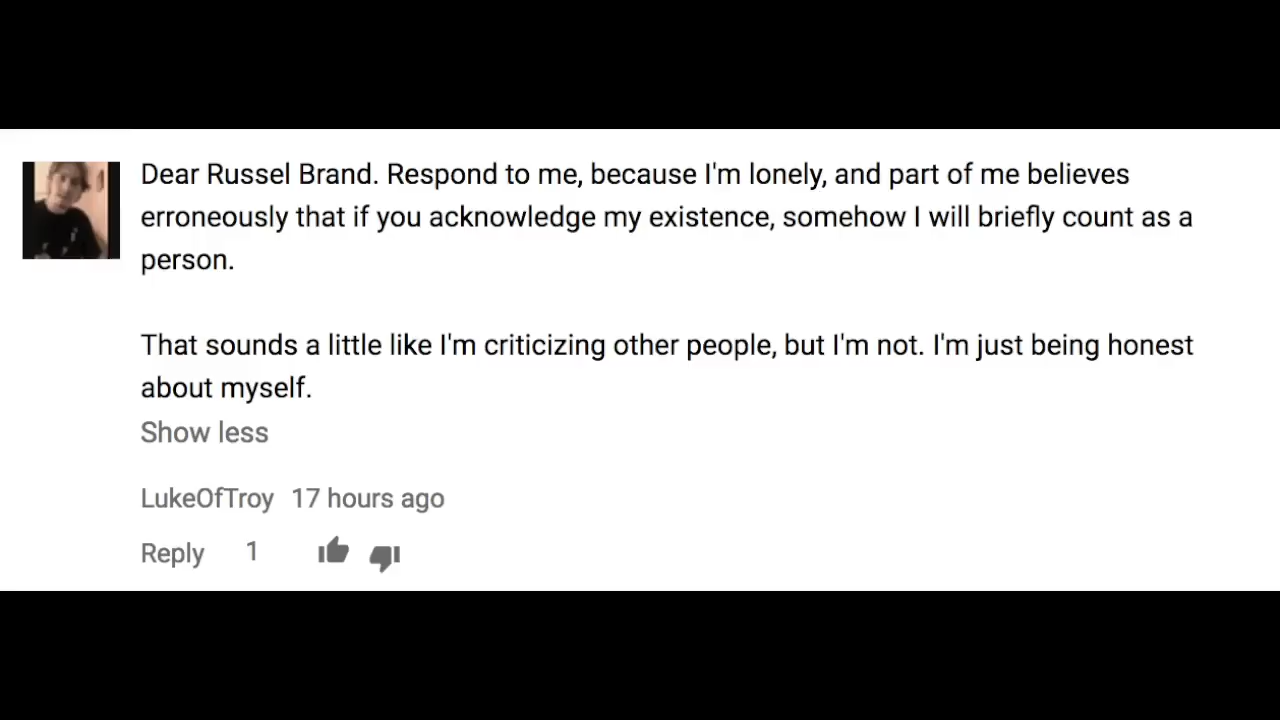 Dear Russel Brand. Respond to me, because I'm lonely, and part of me believes
erroneously that if you acknowledge my existence, somehow I will briefly count as a
person.
That sounds a little like I'm criticizing other people, but I'm not. I'm just being honest
about myself.
Show less
LukeOfTroy 17 hours ago
Reply 1